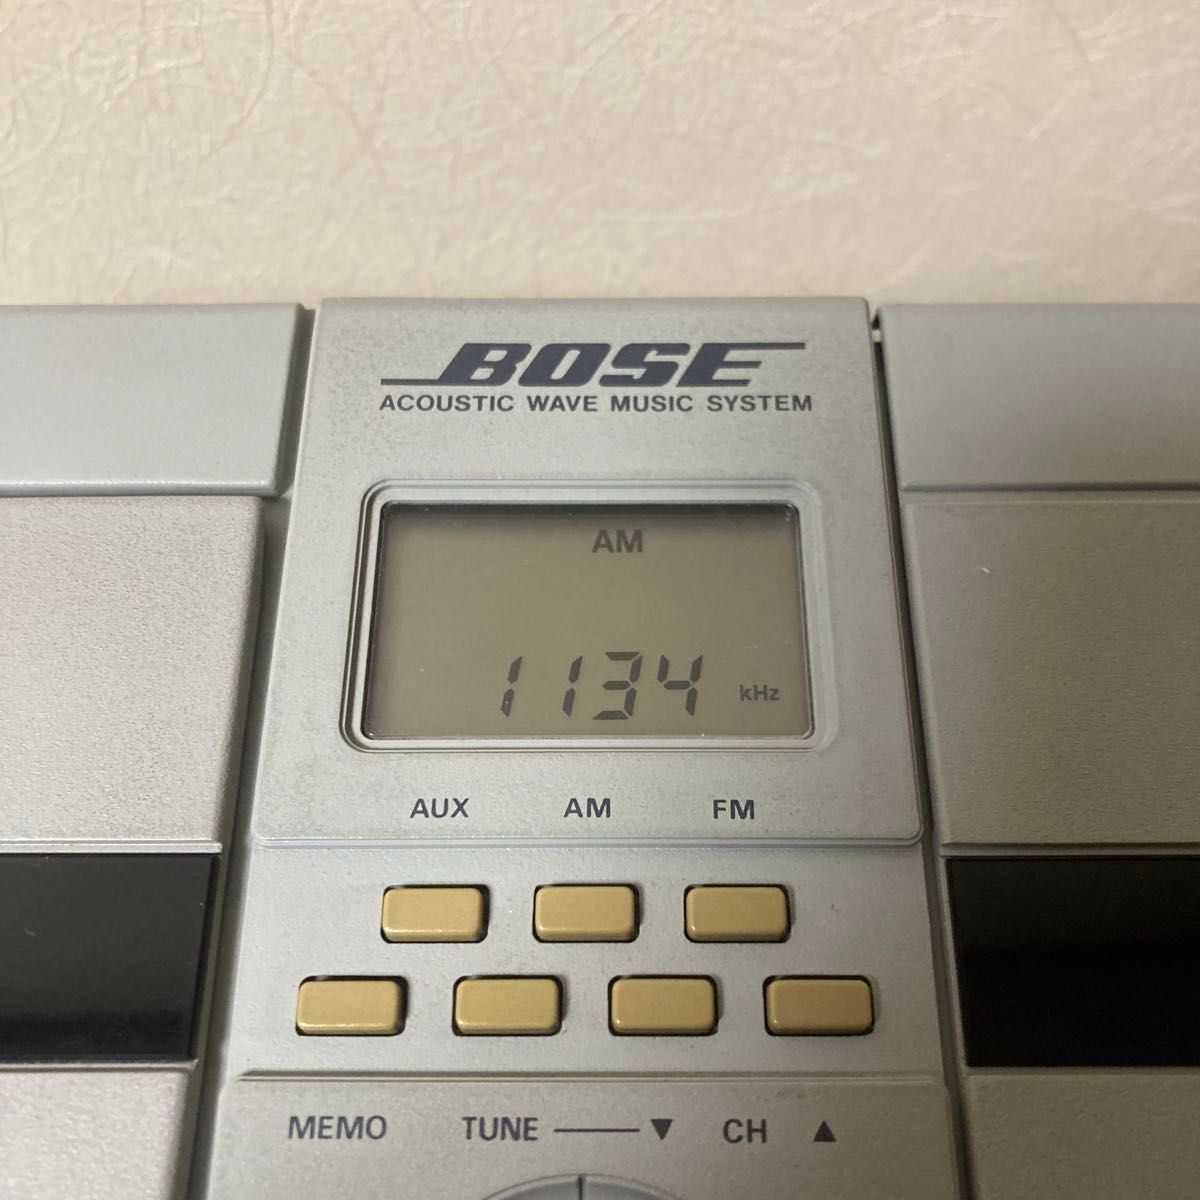 BOSE
ACOUSTIC WAVE MUSIC SYSTEM
AM
1134 kHz
AUX AM FM
MEMO TUNE ▼ CH ▲